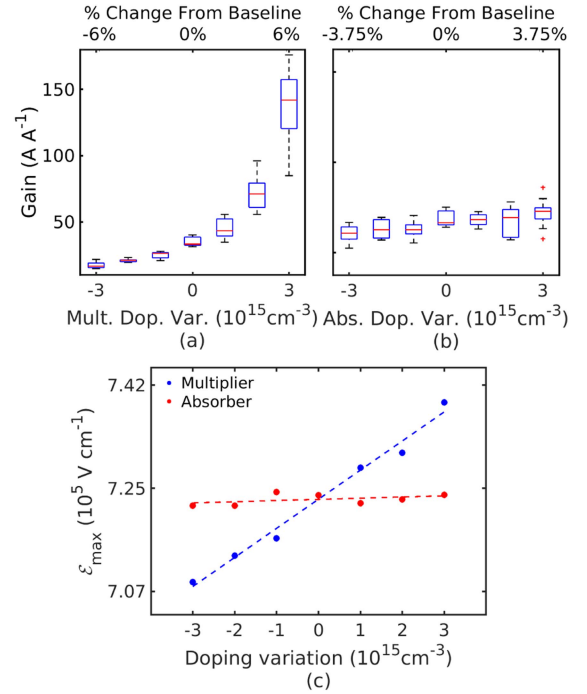 % Change From Baseline
-6% 0% 6%
% Change From Baseline
-3.75% 0% 3.75%
Gain (A A⁻¹)
150
100
50
-3 0 3
-3 0 3
Mult. Dop. Var. (10¹⁵cm⁻³)
Abs. Dop. Var. (10¹⁵cm⁻³)
(a)
(b)
Multiplier
Absorber
ℰmax (10⁵ V cm⁻¹)
7.42
7.25
7.07
-3 -2 -1 0 1 2 3
Doping variation (10¹⁵cm⁻³)
(c)